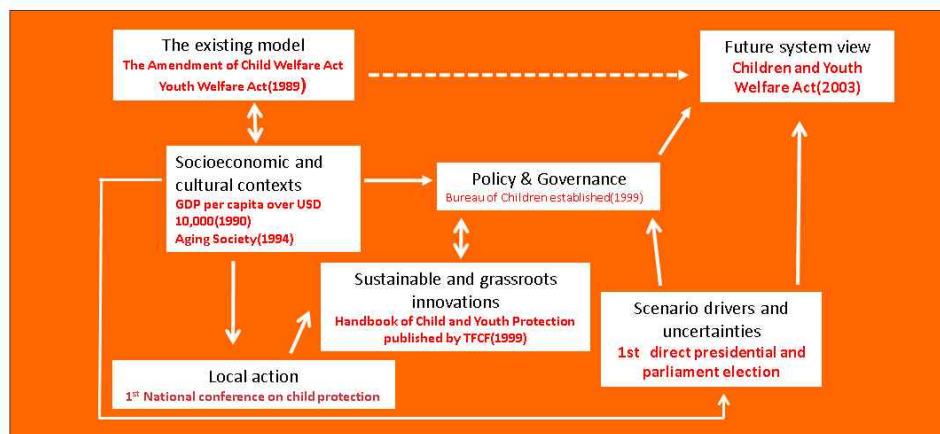 The existing model
The Amendment of Child Welfare Act
Youth Welfare Act(1989)
Future system view
Children and Youth
Welfare Act(2003)
Socioeconomic and
cultural contexts
GDP per capita over USD
10,000(1990)
Aging Society(1994)
Policy & Governance
Bureau of Children established(1999)
Sustainable and grassroots
innovations
Handbook of Child and Youth Protection
published by TFCF(1999)
Scenario drivers and
uncertainties
1st direct presidential and
parliament election
Local action
1st National conference on child protection